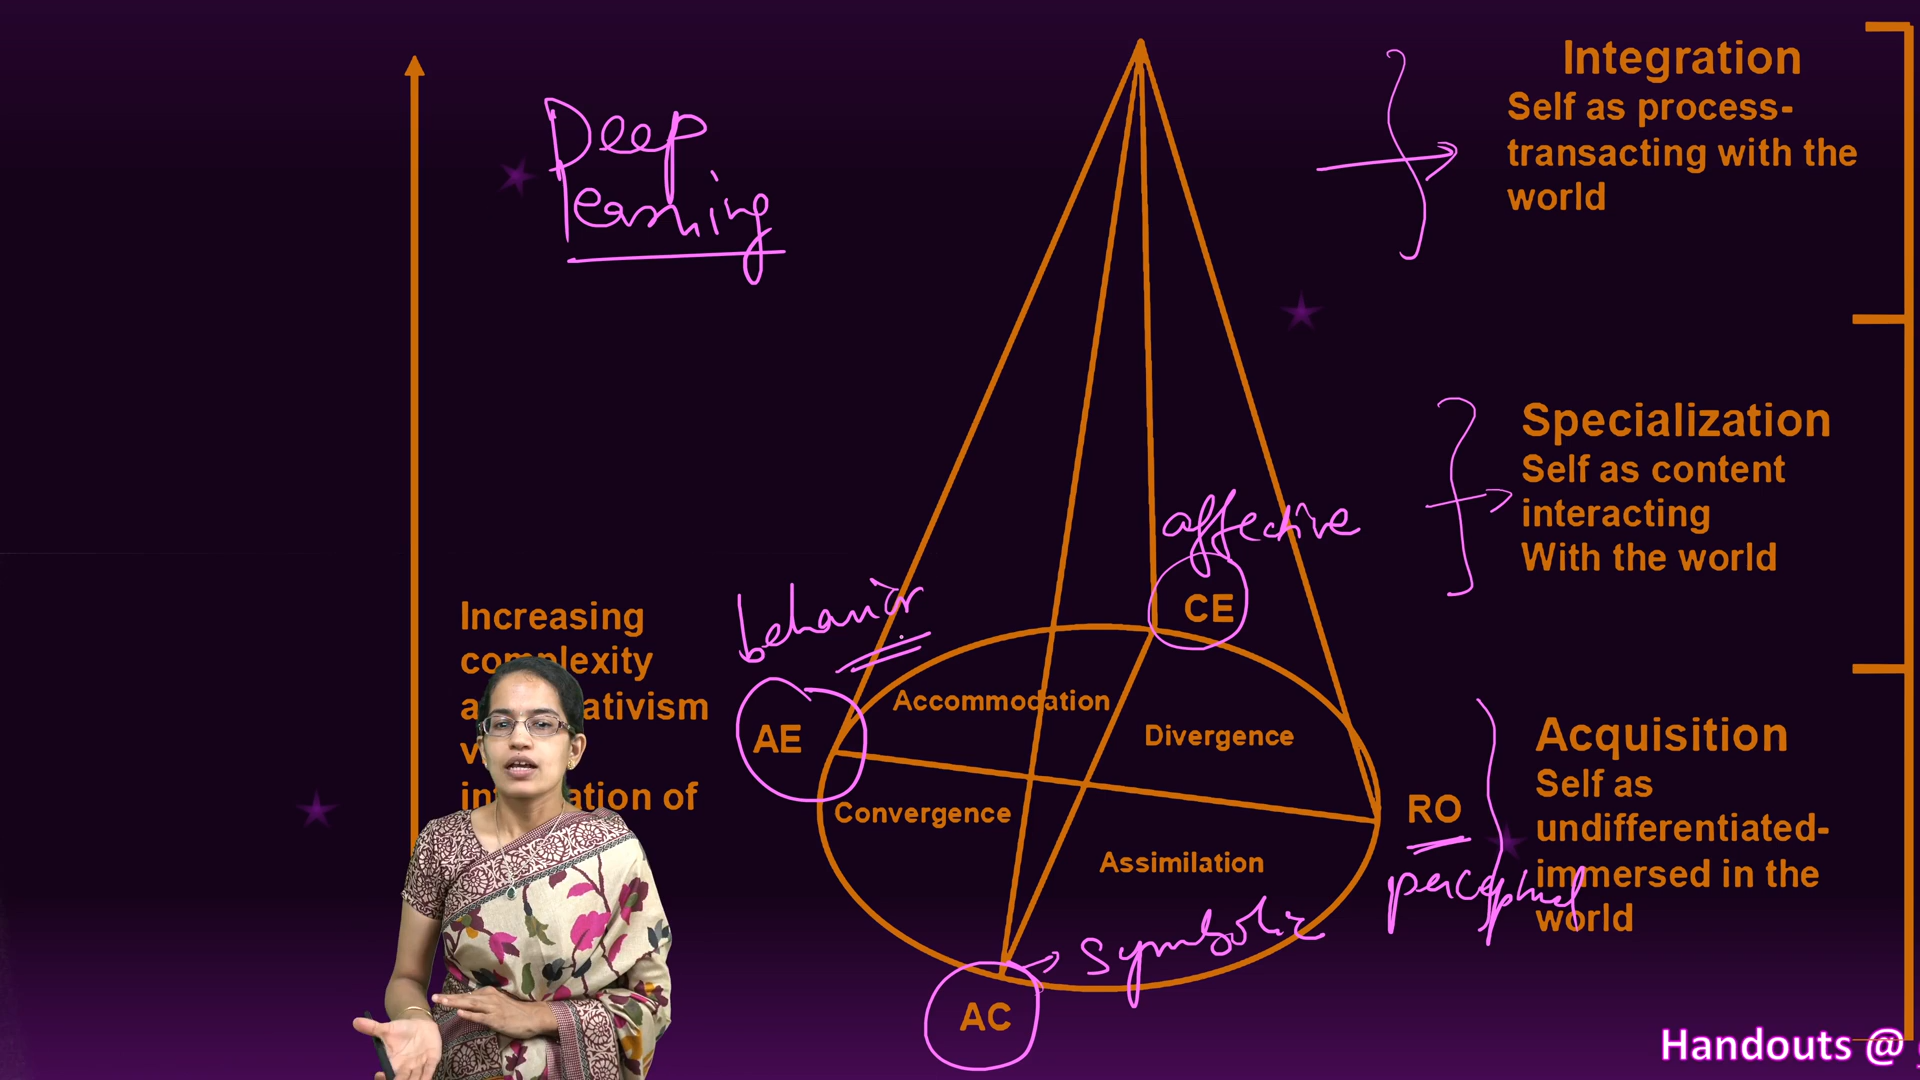 Deep
learning
Integration
Self as process-
transacting with the
world
Specialization
Self as content
interacting
With the world
affective
CE
behavior
AE
Increasing
complexity
Accommodation
Divergence
Convergence
Assimilation
RO
perceptual
symbolic
AC
Acquisition
Self as
undifferentiated-
immersed in the
world
Handouts @